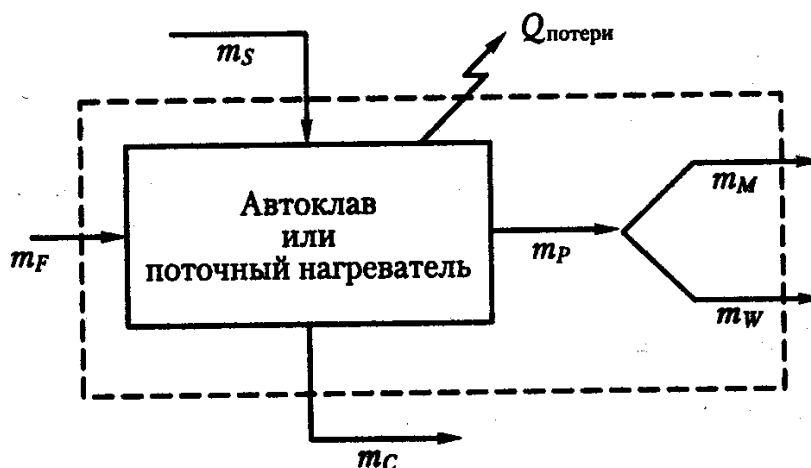 m_S
Q_потери
Автоклав
или
поточный нагреватель
m_F
m_P
m_M
m_W
m_C